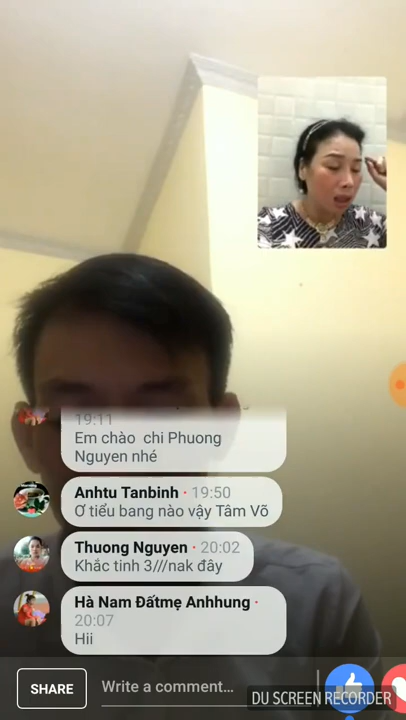 19:11
Em chào chi Phuong
Nguyen nhé
Anhtu Tanbinh · 19:50
Ơ tiểu bang nào vậy Tâm Võ
Thuong Nguyen · 20:02
Khắc tinh 3///nak đây
Hà Nam Đấtmẹ Anhhung ·
20:07
Hii
SHARE
Write a comment…
DU SCREEN RECORDER